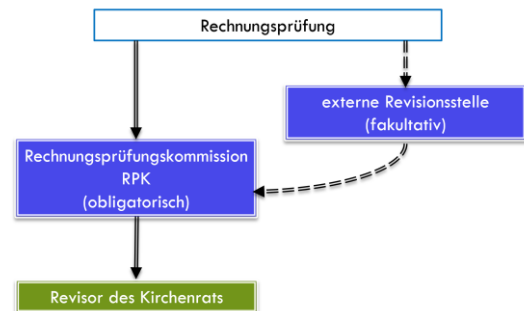 Rechnungsprüfung
externe Revisionsstelle
(fakultativ)
Rechnungsprüfungskommission
RPK
(obligatorisch)
Revisor des Kirchenrats